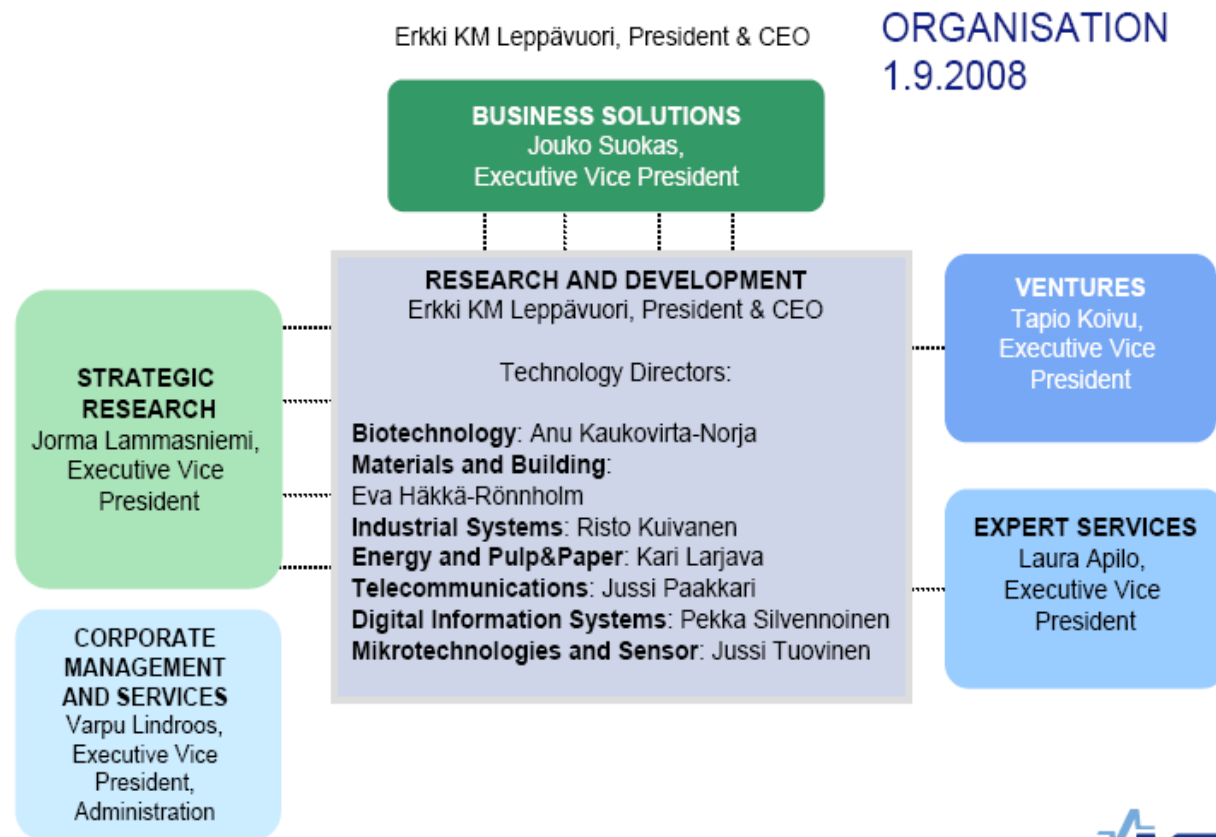 Erkki KM Leppävuori, President & CEO
ORGANISATION
1.9.2008
BUSINESS SOLUTIONS
Jouko Suokas,
Executive Vice President
RESEARCH AND DEVELOPMENT
Erkki KM Leppävuori, President & CEO
Technology Directors:
Biotechnology: Anu Kaukovirta-Norja
Materials and Building:
Eva Häkkä-Rönnholm
Industrial Systems: Risto Kuivanen
Energy and Pulp&Paper: Kari Larjava
Telecommunications: Jussi Paakkari
Digital Information Systems: Pekka Silvennoinen
Mikrotechnologies and Sensor: Jussi Tuovinen
STRATEGIC
RESEARCH
Jorma Lammasniemi,
Executive Vice
President
CORPORATE
MANAGEMENT
AND SERVICES
Varpu Lindroos,
Executive Vice
President,
Administration
VENTURES
Tapio Koivu,
Executive Vice
President
EXPERT SERVICES
Laura Apilo,
Executive Vice
President